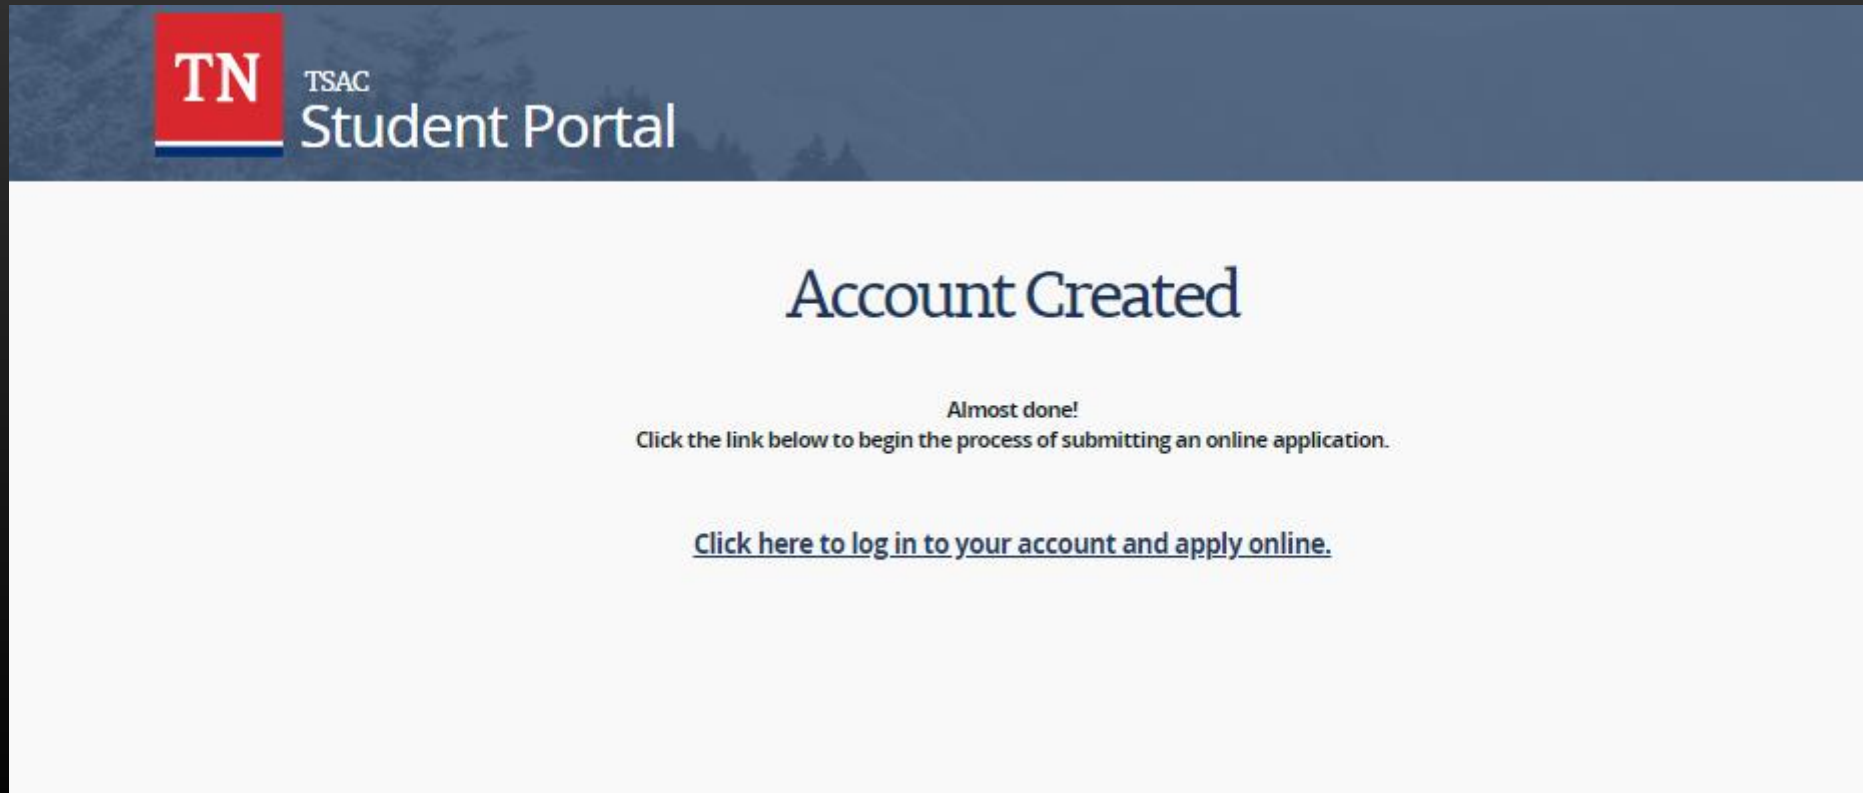 TN
TSAC
Student Portal
Account Created
Almost done!
Click the link below to begin the process of submitting an online application.
Click here to log in to your account and apply online.